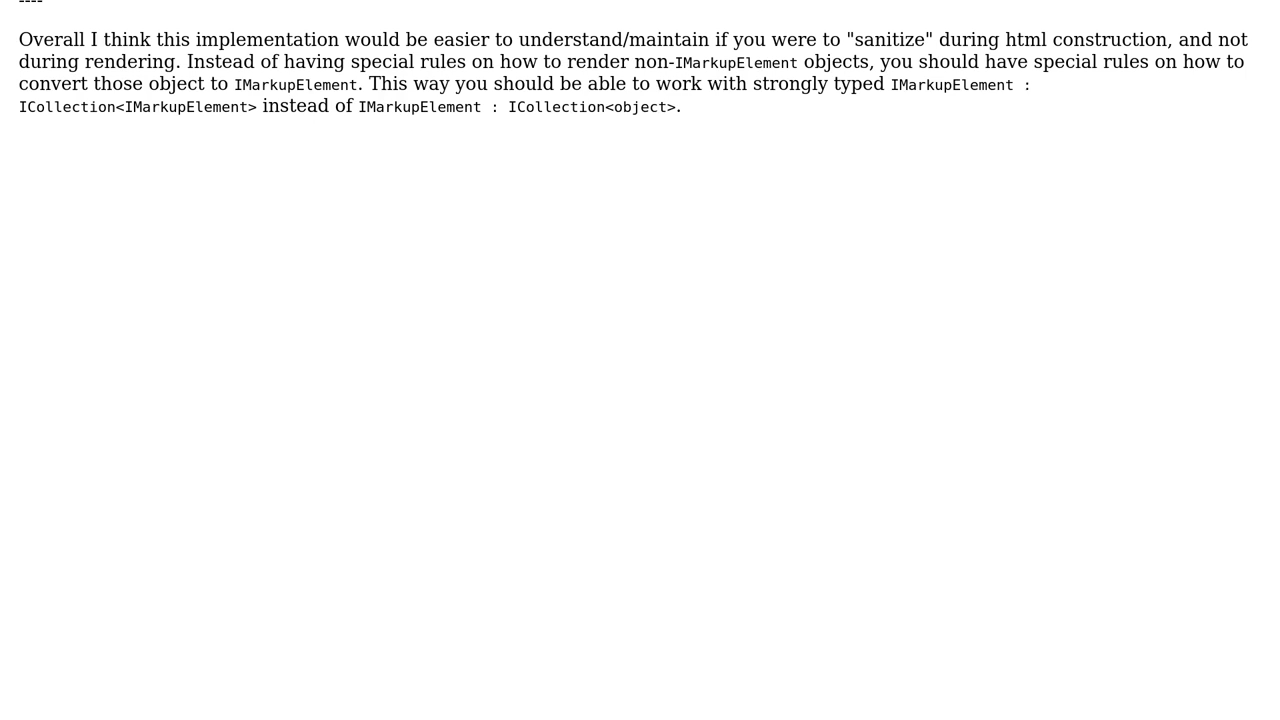 ----
Overall I think this implementation would be easier to understand/maintain if you were to "sanitize" during html construction, and not
during rendering. Instead of having special rules on how to render non-IMarkupElement objects, you should have special rules on how to
convert those object to IMarkupElement. This way you should be able to work with strongly typed IMarkupElement :
ICollection<IMarkupElement> instead of IMarkupElement : ICollection<object>.